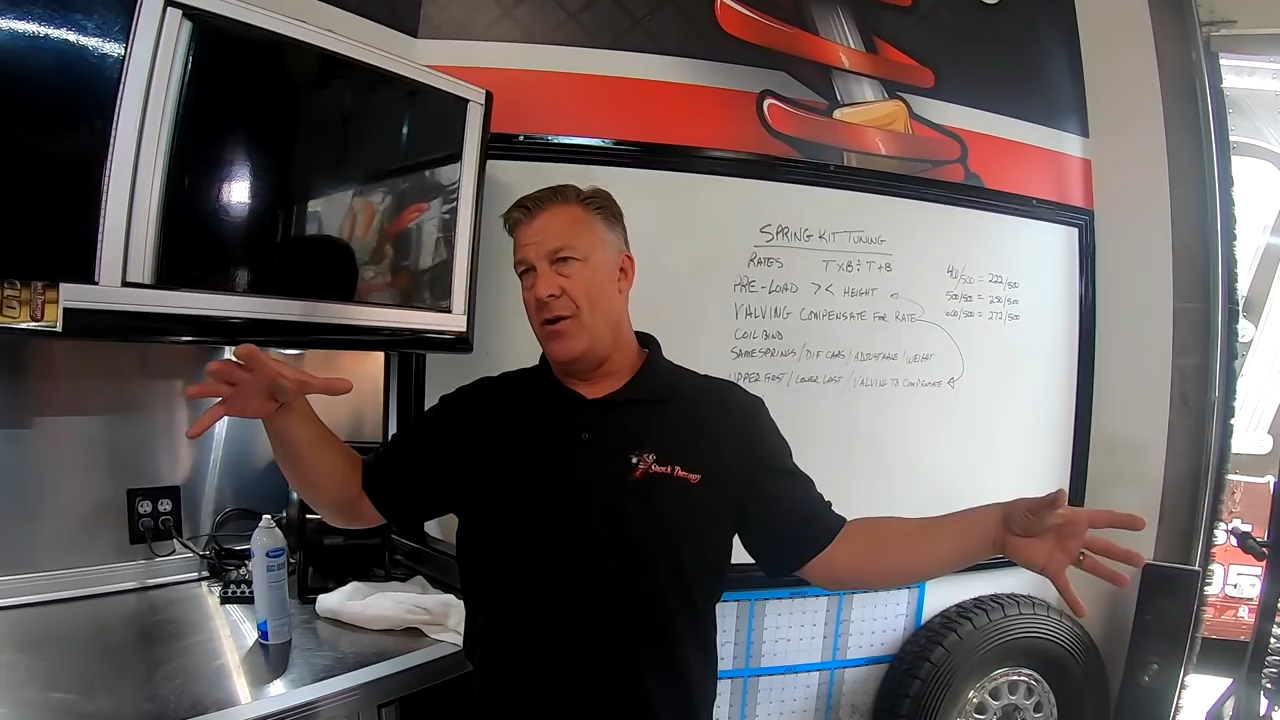 SPRING KIT TUNING
RATES T×B÷T+B
PRE-LOAD >< HEIGHT
VALVING COMPENSATE FOR RATE
COIL BIND
SAME SPRINGS / DIF CARS / ADJUSTABLE / WEIGHT
UPPER FIRST / LOWER LAST / VALVING TO COMPENSATE
400/500 = 222/500
500/500 = 250/500
600/500 = 272/500
Shock Therapy
MARCH